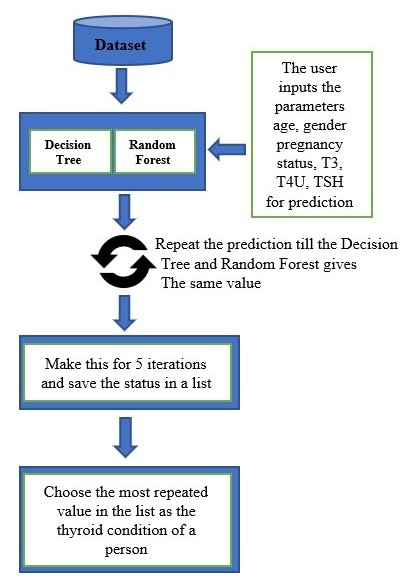 Dataset
The user
inputs the
parameters
age, gender
pregnancy
status, T3,
T4U, TSH
for prediction
Decision
Tree
Random
Forest
Repeat the prediction till the Decision
Tree and Random Forest gives
The same value
Make this for 5 iterations
and save the status in a list
Choose the most repeated
value in the list as the
thyroid condition of a
person